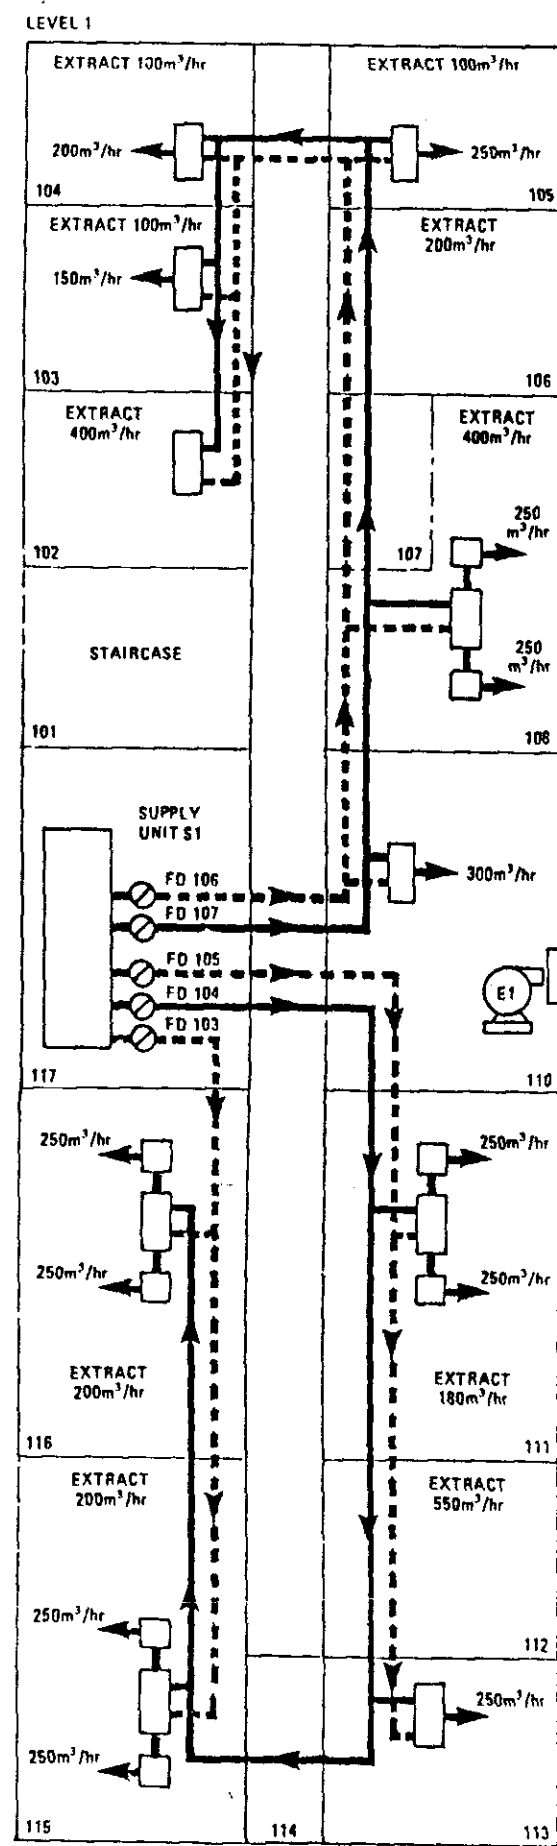 LEVEL 1
EXTRACT 100m³/hr
EXTRACT 100m³/hr
200m³/hr
250m³/hr
104
105
EXTRACT 100m³/hr
EXTRACT
200m³/hr
150m³/hr
103
106
EXTRACT
400m³/hr
EXTRACT
400m³/hr
250
m³/hr
102
107
STAIRCASE
250
m³/hr
101
108
SUPPLY
UNIT S1
FD 106
300m³/hr
FD 107
FD 105
FD 104
E1
FD 103
117
110
250m³/hr
250m³/hr
250m³/hr
250m³/hr
EXTRACT
200m³/hr
EXTRACT
180m³/hr
116
111
EXTRACT
200m³/hr
EXTRACT
550m³/hr
250m³/hr
112
250m³/hr
250m³/hr
115
114
113